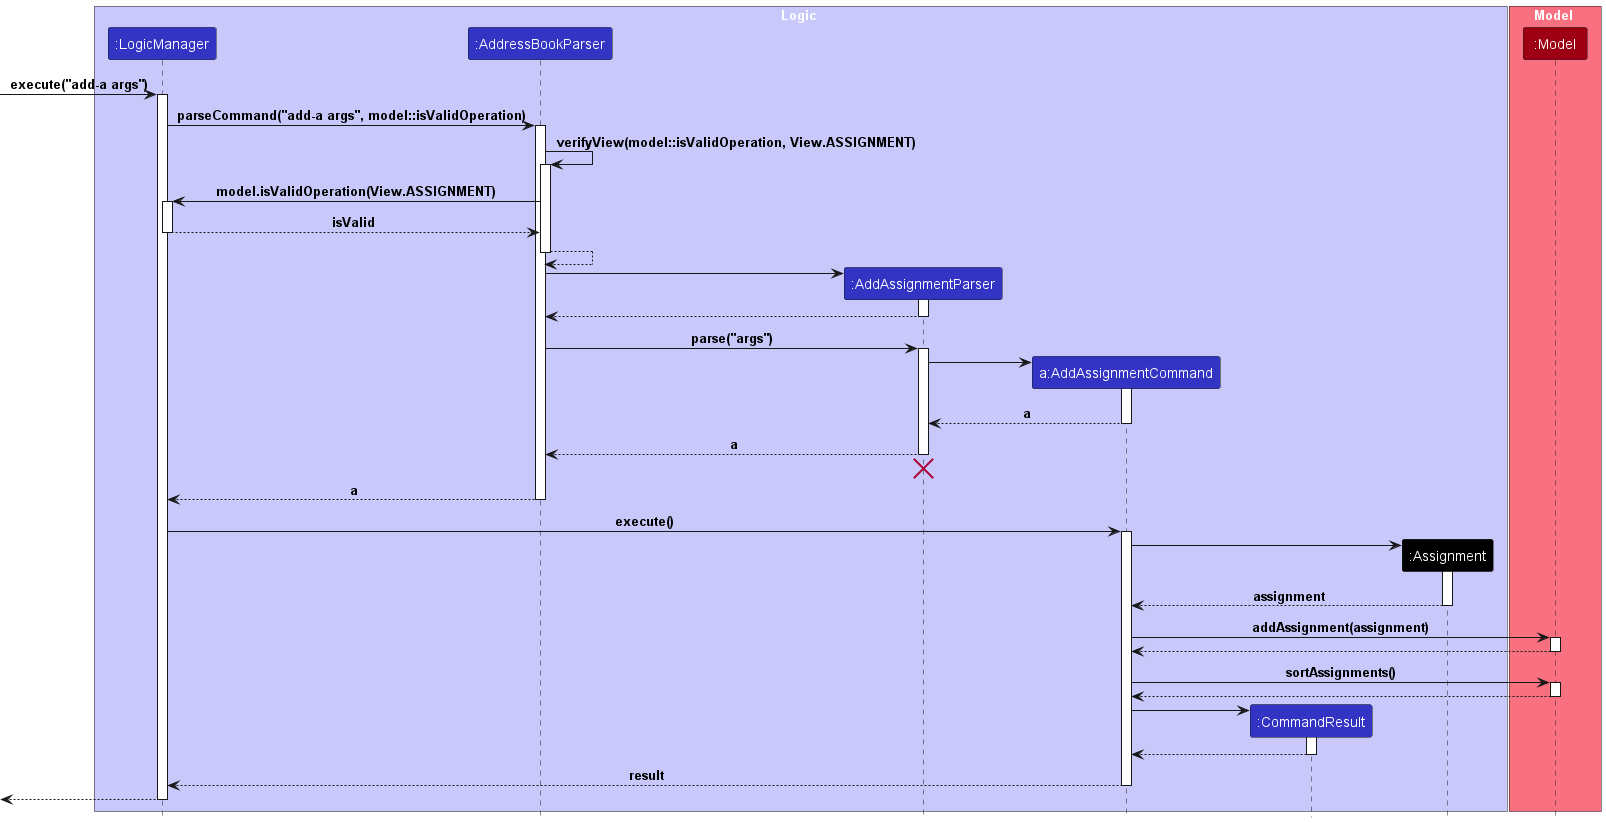 Logic
Model
:LogicManager
:AddressBookParser
:Model
execute("add-a args")
parseCommand("add-a args", model::isValidOperation)
verifyView(model::isValidOperation, View.ASSIGNMENT)
model.isValidOperation(View.ASSIGNMENT)
isValid
:AddAssignmentParser
parse("args")
a:AddAssignmentCommand
a
a
a
execute()
:Assignment
assignment
addAssignment(assignment)
sortAssignments()
:CommandResult
result